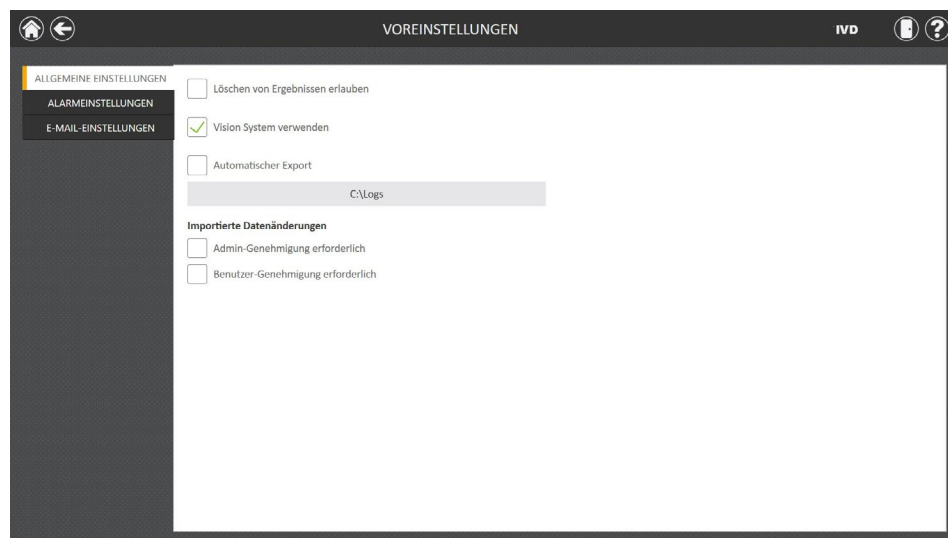 VOREINSTELLUNGEN
IVD
?
ALLGEMEINE EINSTELLUNGEN
ALARMEINSTELLUNGEN
E-MAIL-EINSTELLUNGEN
Löschen von Ergebnissen erlauben
Vision System verwenden
Automatischer Export
C:\Logs
Importierte Datenänderungen
Admin-Genehmigung erforderlich
Benutzer-Genehmigung erforderlich